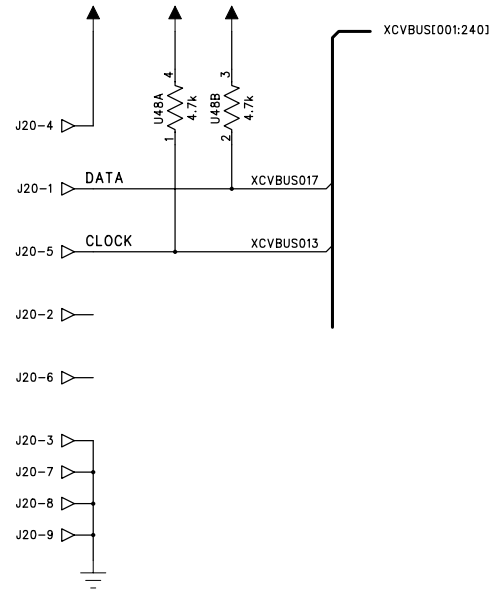 XCVBUS[001:240]
4
U48A
4.7k
1
3
U48B
4.7k
2
J20-4
J20-1
DATA
XCVBUS017
J20-5
CLOCK
XCVBUS013
J20-2
J20-6
J20-3
J20-7
J20-8
J20-9